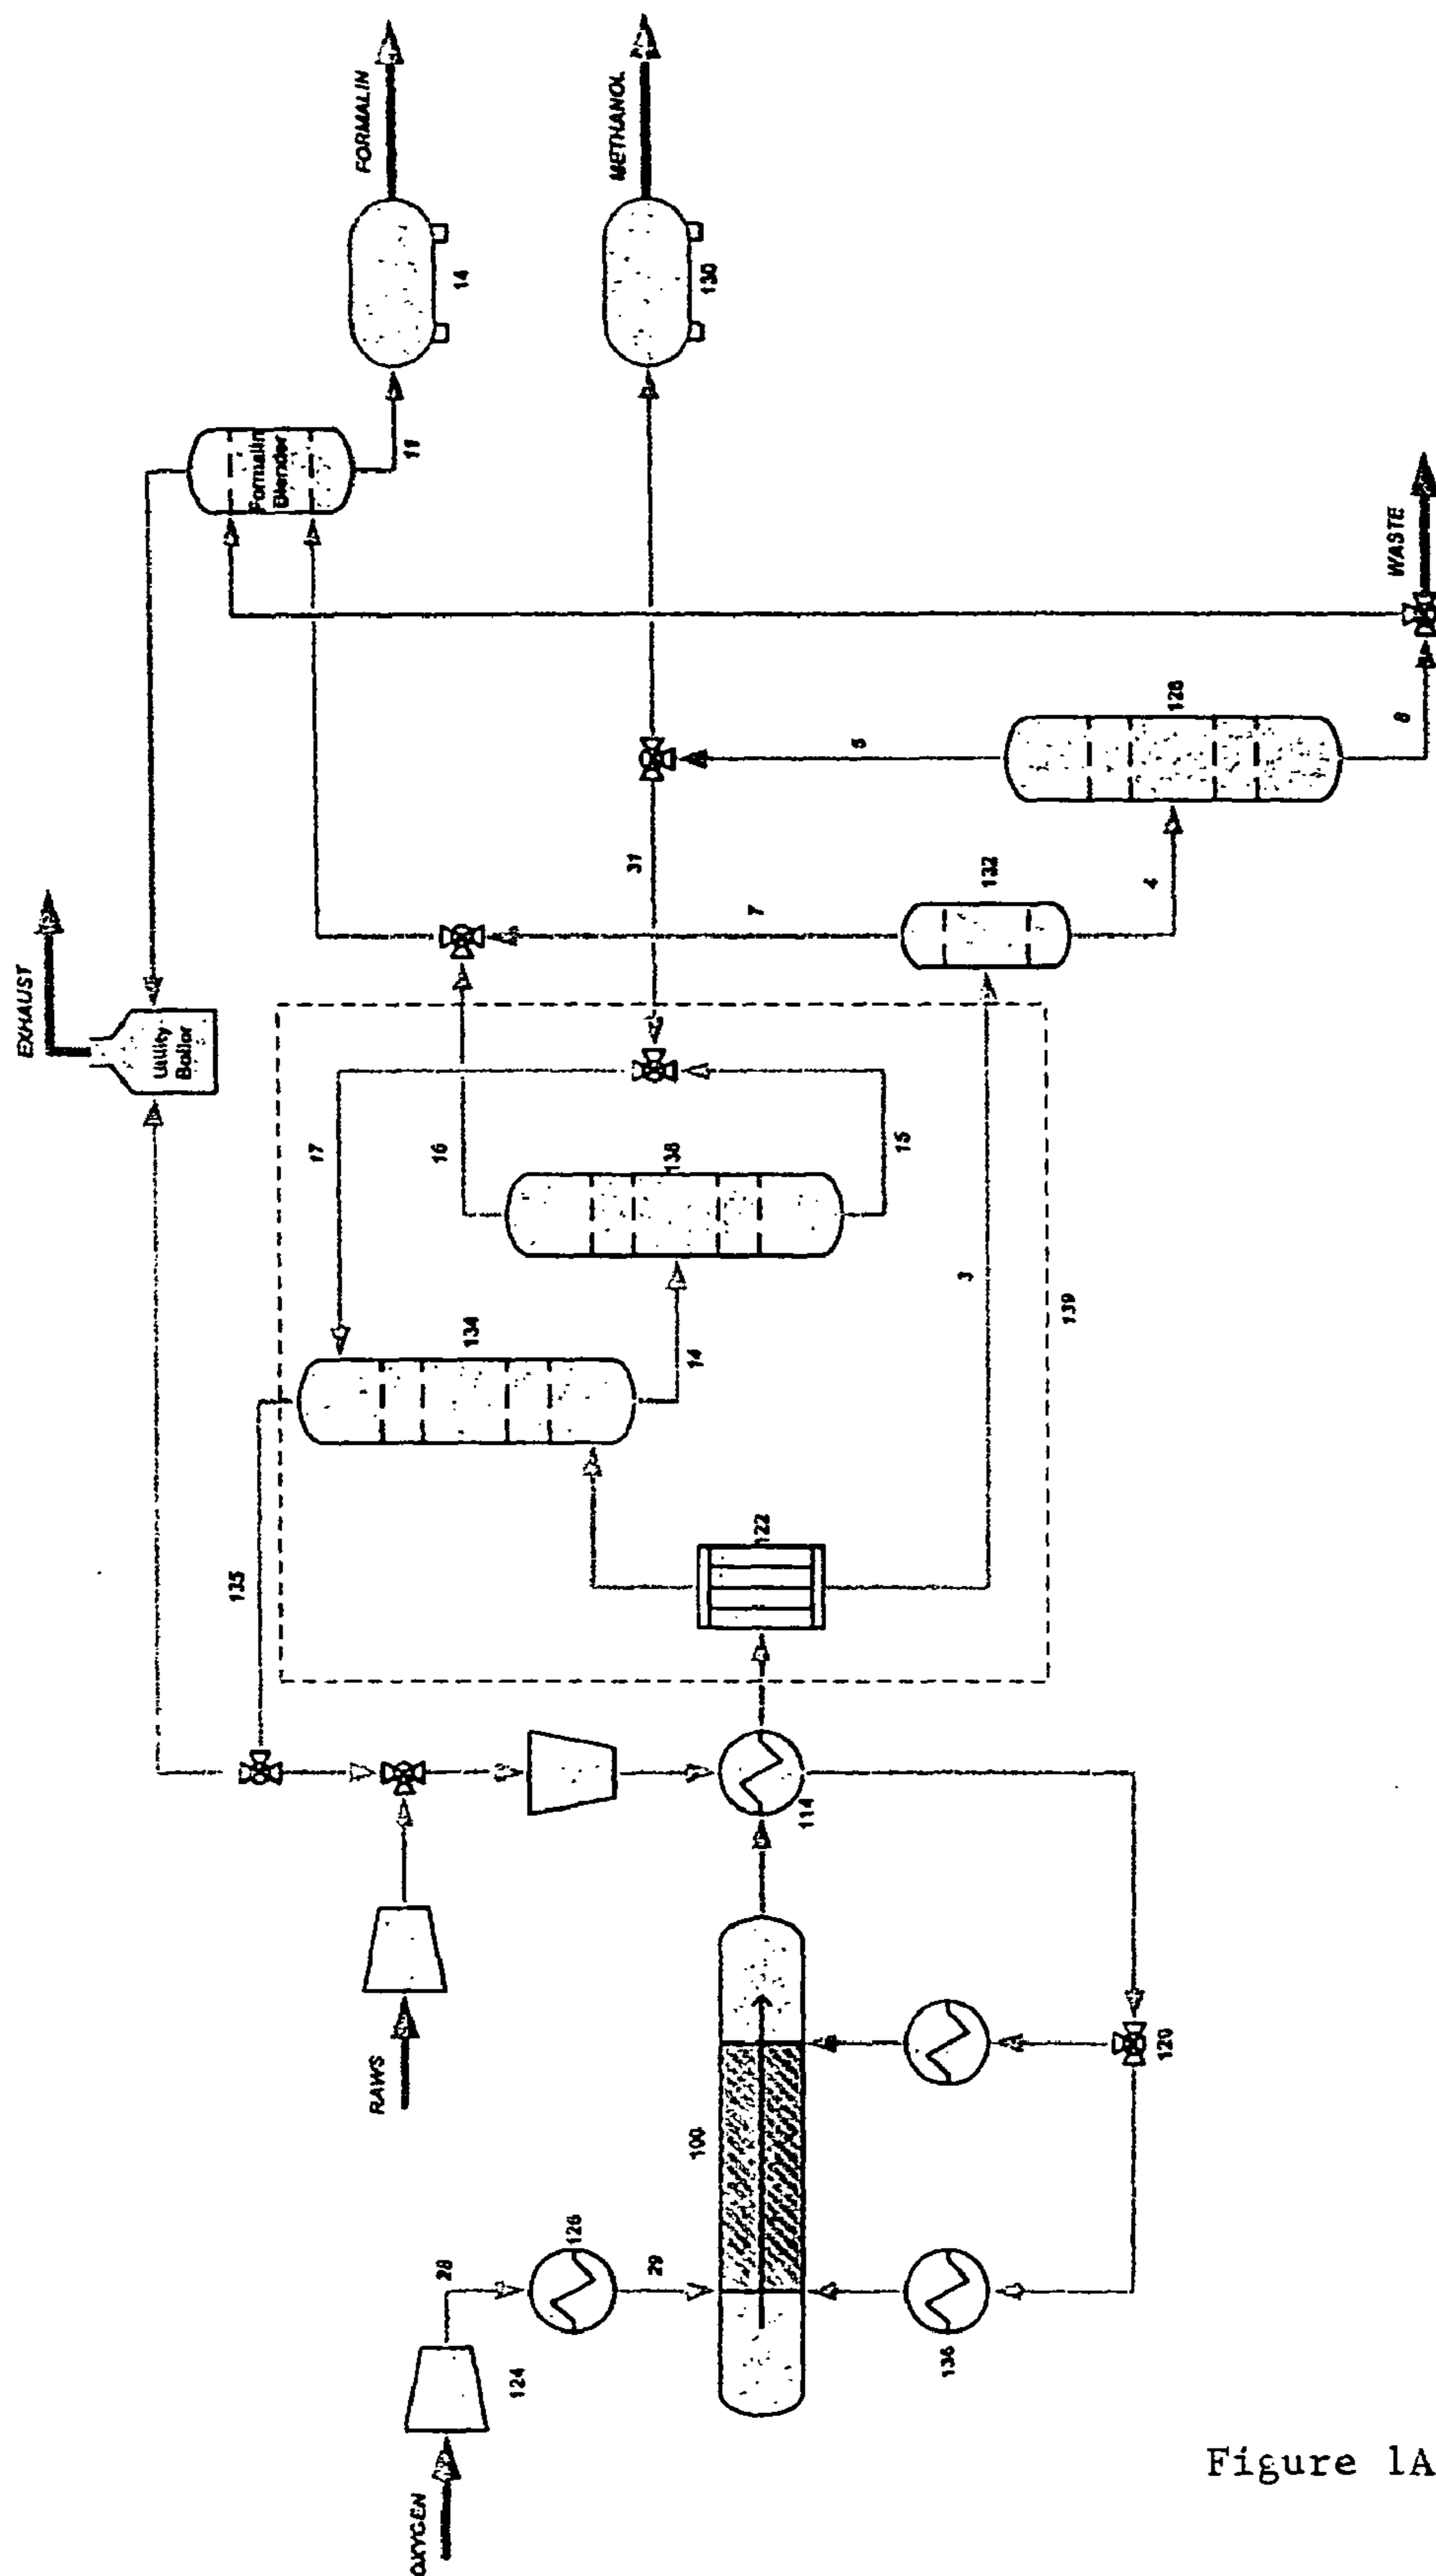 EXHAUST
FORMALIN
METHANOL
Utility
Boiler
Formalin
Blender
11
14
130
WASTE
135
17
16
31
7
5
132
128
4
8
134
138
15
14
3
139
122
RAWS
114
100
120
OXYGEN
28
124
126
29
136
Figure 1A